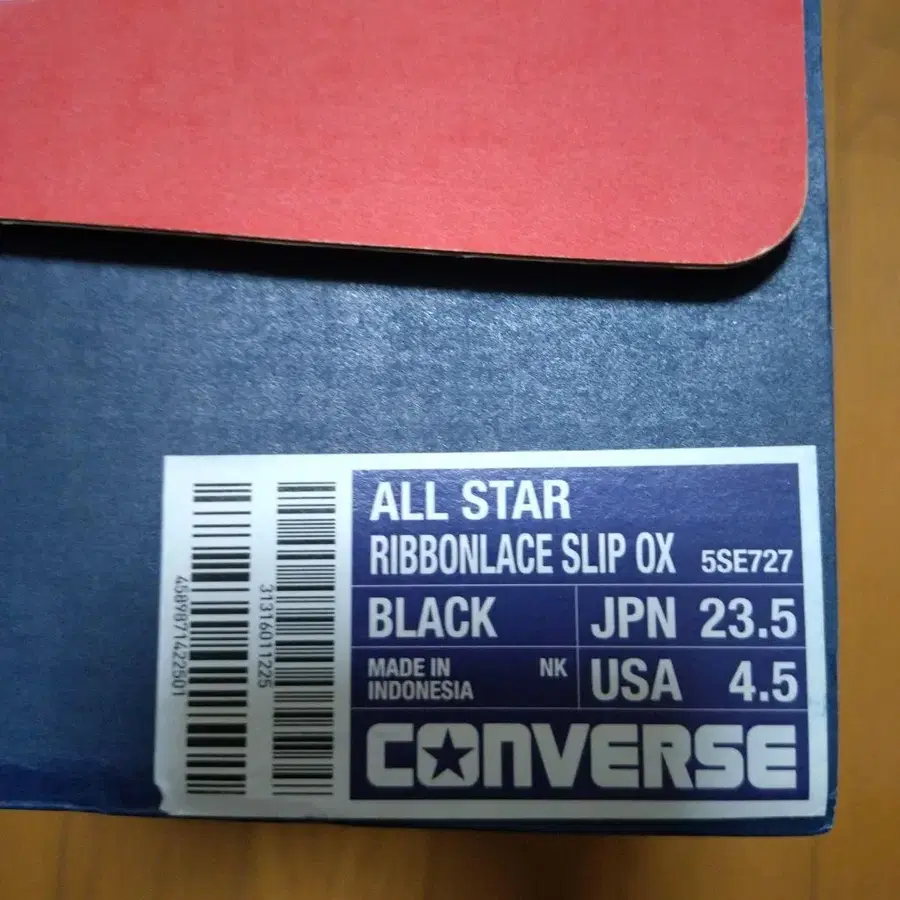 ALL STAR
RIBBONLACE SLIP OX 5SE727
BLACK JPN 23.5
MADE IN INDONESIA NK USA 4.5
CONVERSE
4589871422501
31316011225